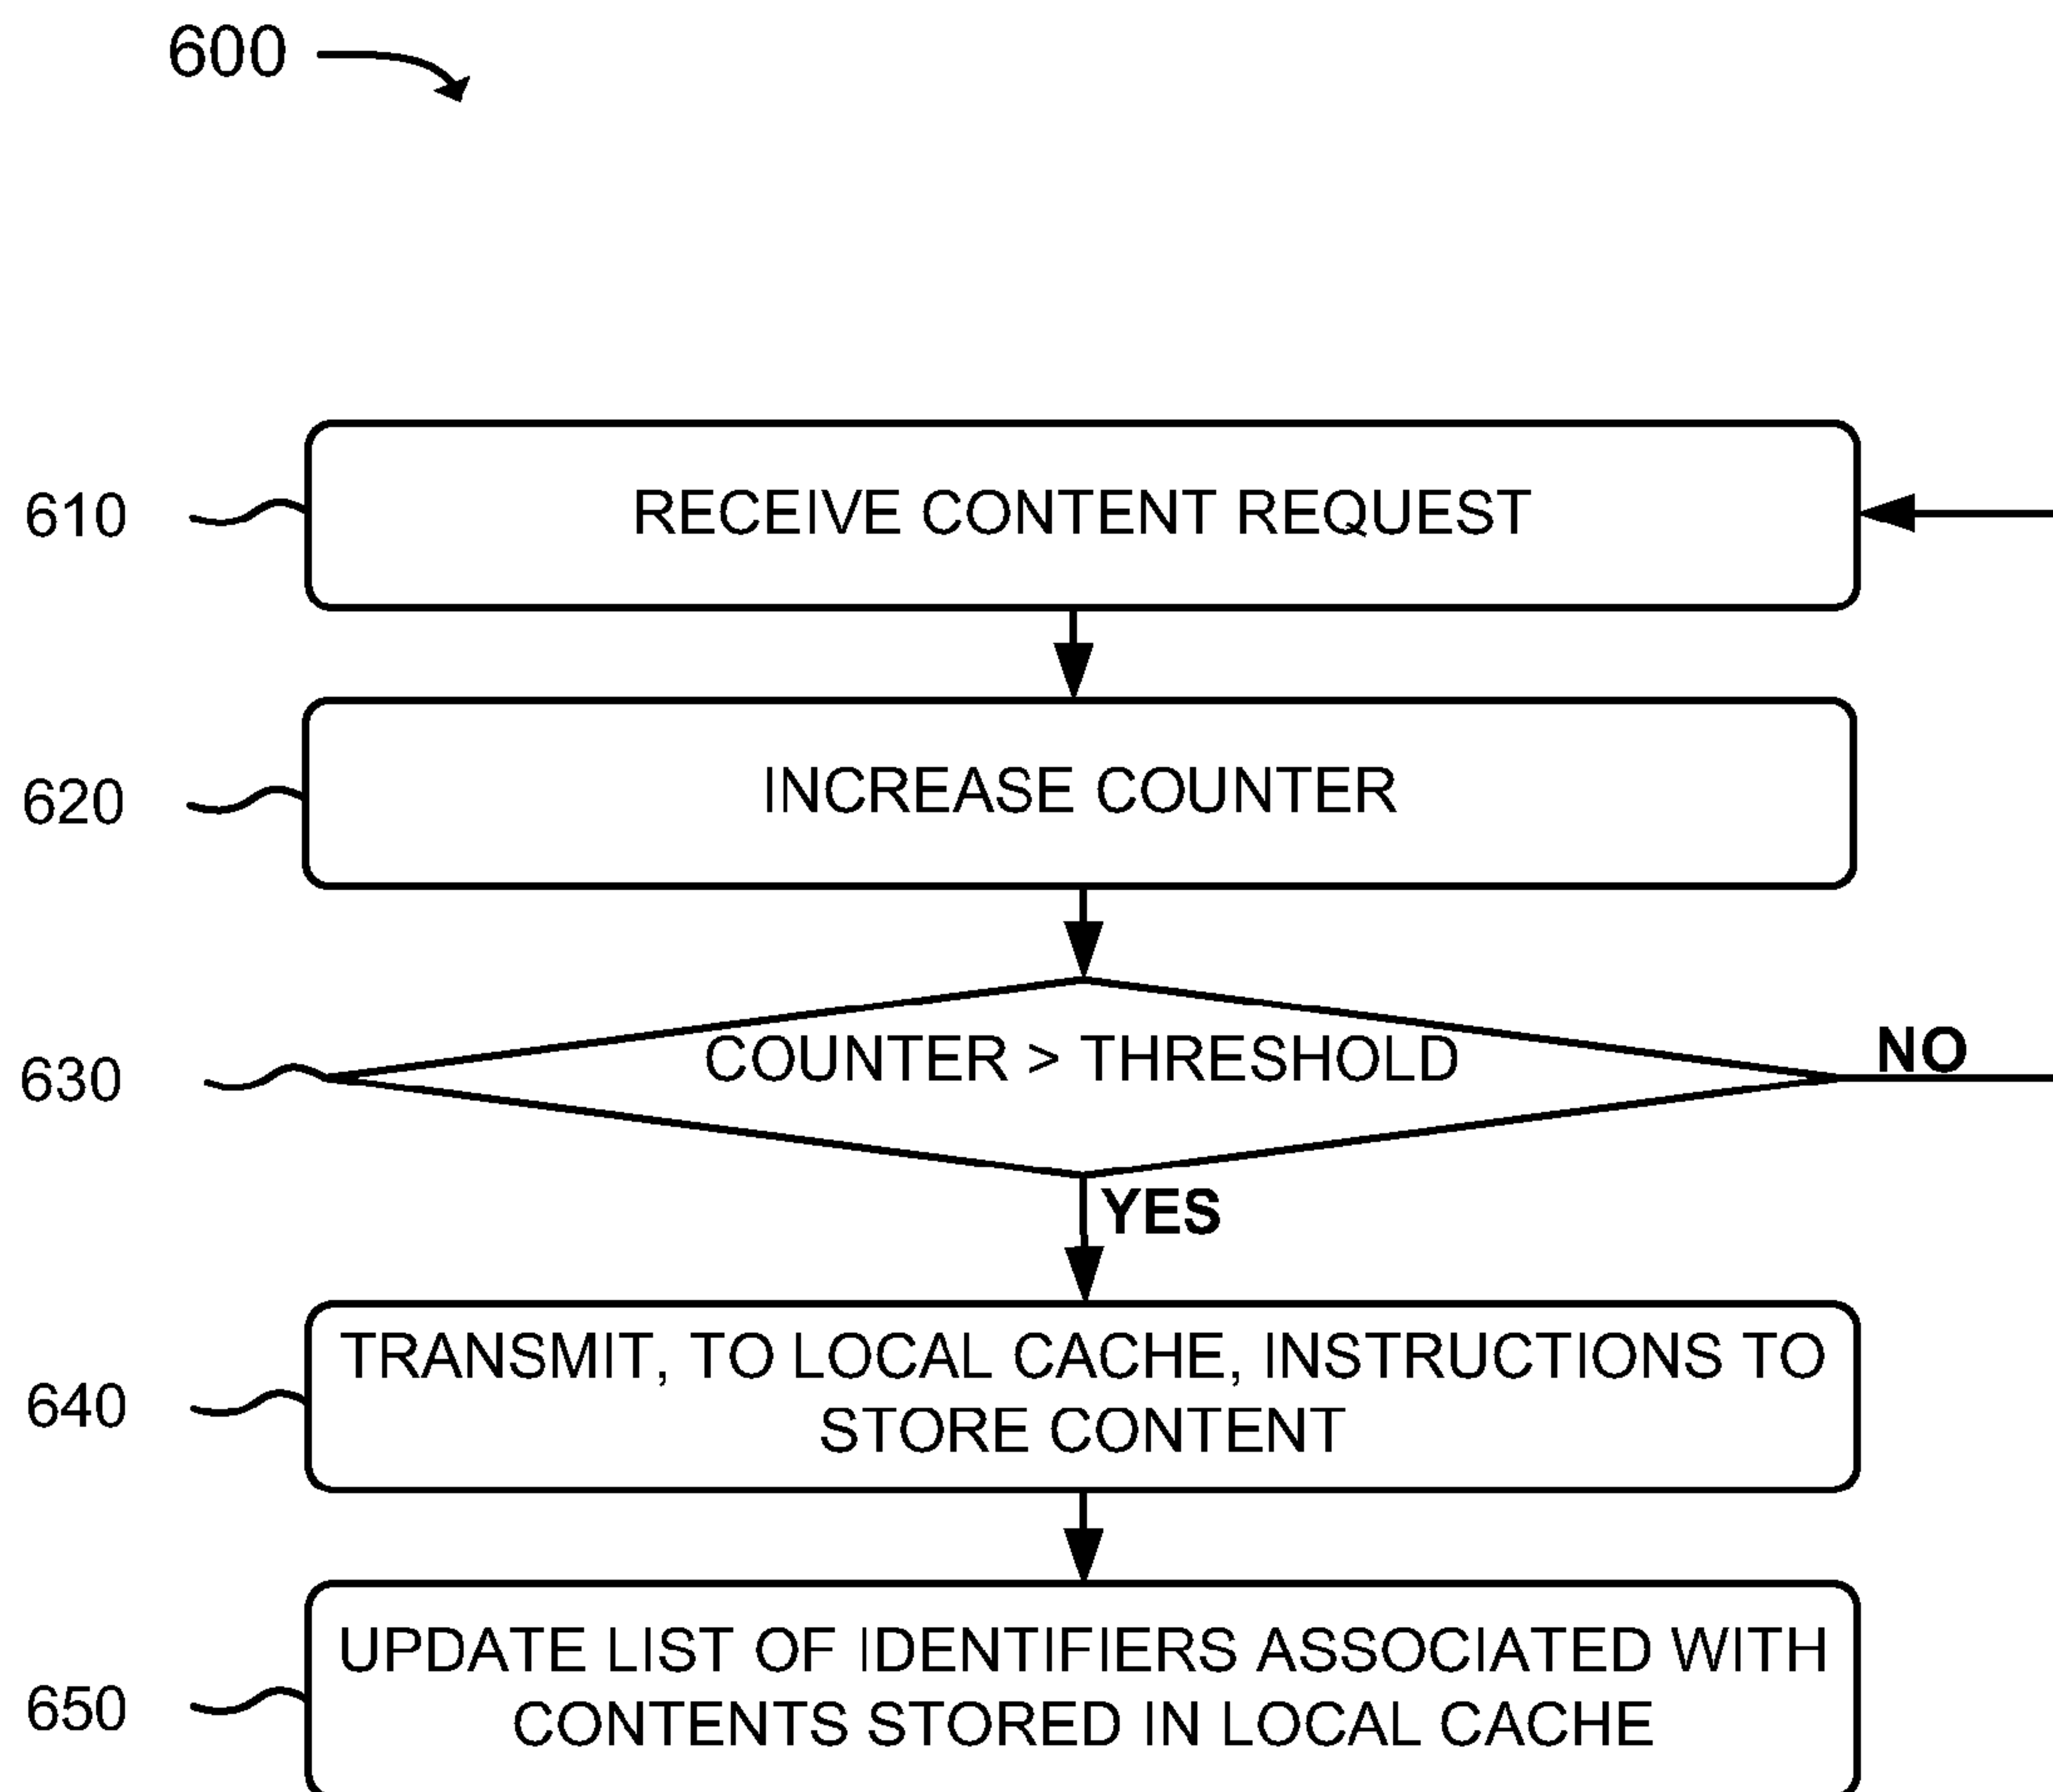 600
610
RECEIVE CONTENT REQUEST
620
INCREASE COUNTER
630
COUNTER > THRESHOLD
NO
YES
640
TRANSMIT, TO LOCAL CACHE, INSTRUCTIONS TO
STORE CONTENT
650
UPDATE LIST OF IDENTIFIERS ASSOCIATED WITH
CONTENTS STORED IN LOCAL CACHE